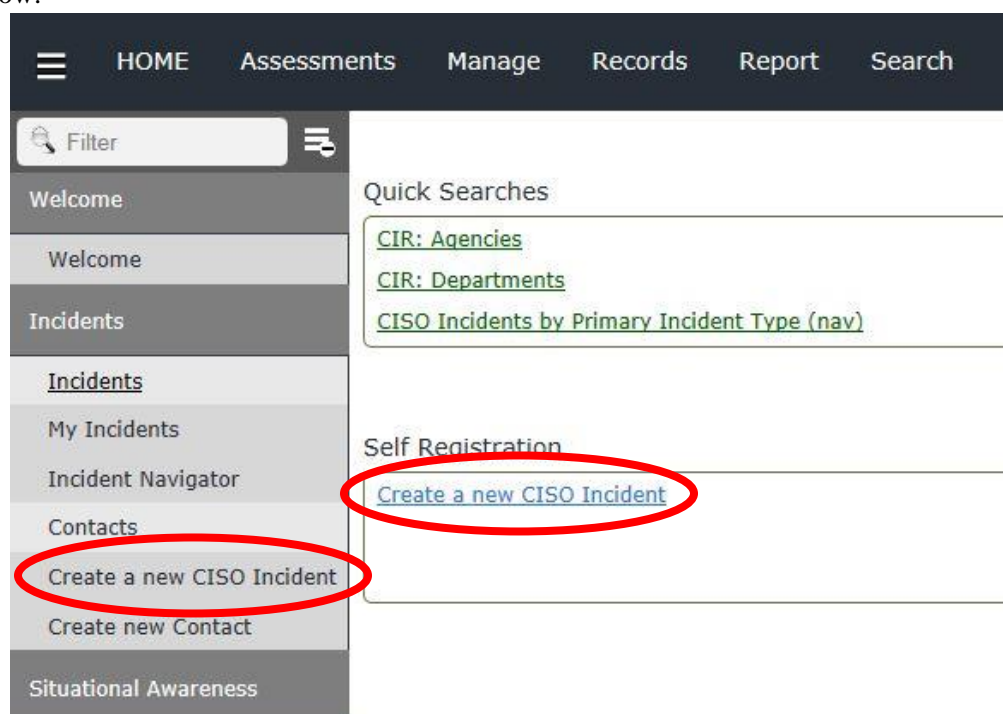 ow.
HOME Assessments Manage Records Report Search
Filter
Welcome
Welcome
Incidents
Incidents
My Incidents
Incident Navigator
Contacts
Create a new CISO Incident
Create new Contact
Situational Awareness
Quick Searches
CIR: Agencies
CIR: Departments
CISO Incidents by Primary Incident Type (nav)
Self Registration
Create a new CISO Incident